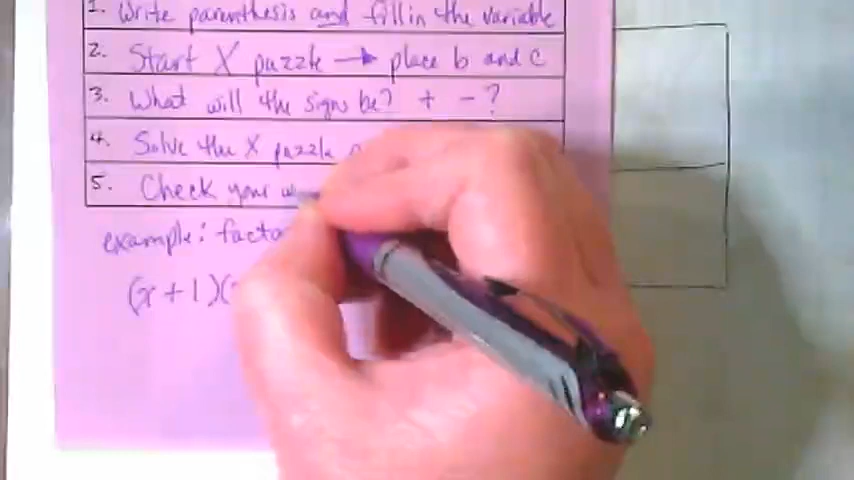 1. Write parenthesis and fill in the variable
2. Start X puzzle → place b and c
3. What will the signs be? + - ?
4. Solve the X puzzle
5. Check your
example: facto
(x+1)(